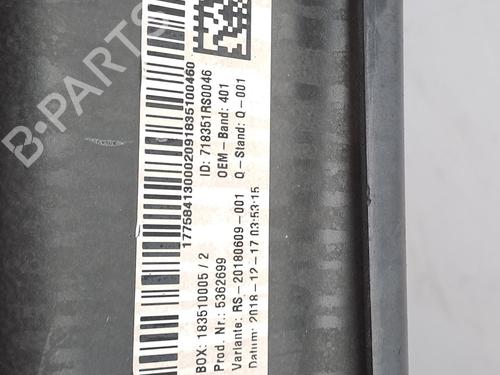 17758413000209183510046​0
ID: 718351RS0046
OEM-Band: 401
Q-Stand: Q-001
BOX: 183510005 / 2
Prod. Nr.: 5362699
Variante: RS-20180609-001
Datum: 2018-12-17 03:53:15
B-PARTS